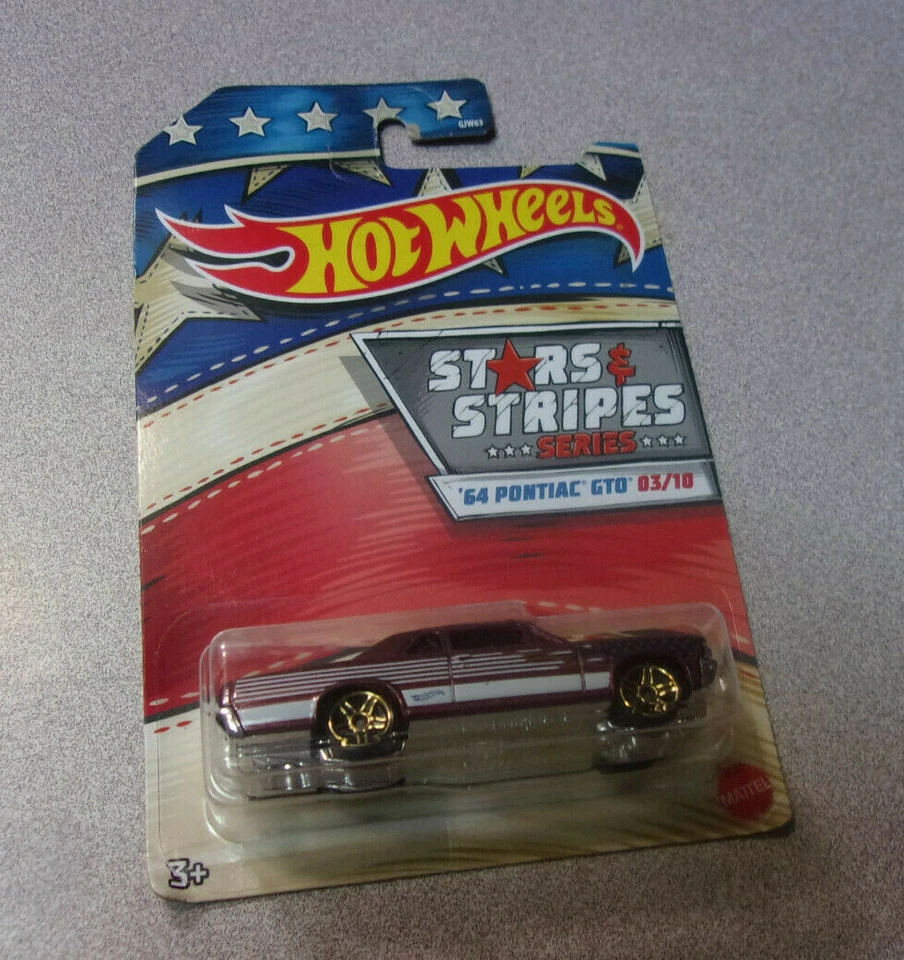 GJW63
HOT WHEELS
STARS &
STRIPES
SERIES
'64 PONTIAC® GTO® 03/10
MATTEL
3+